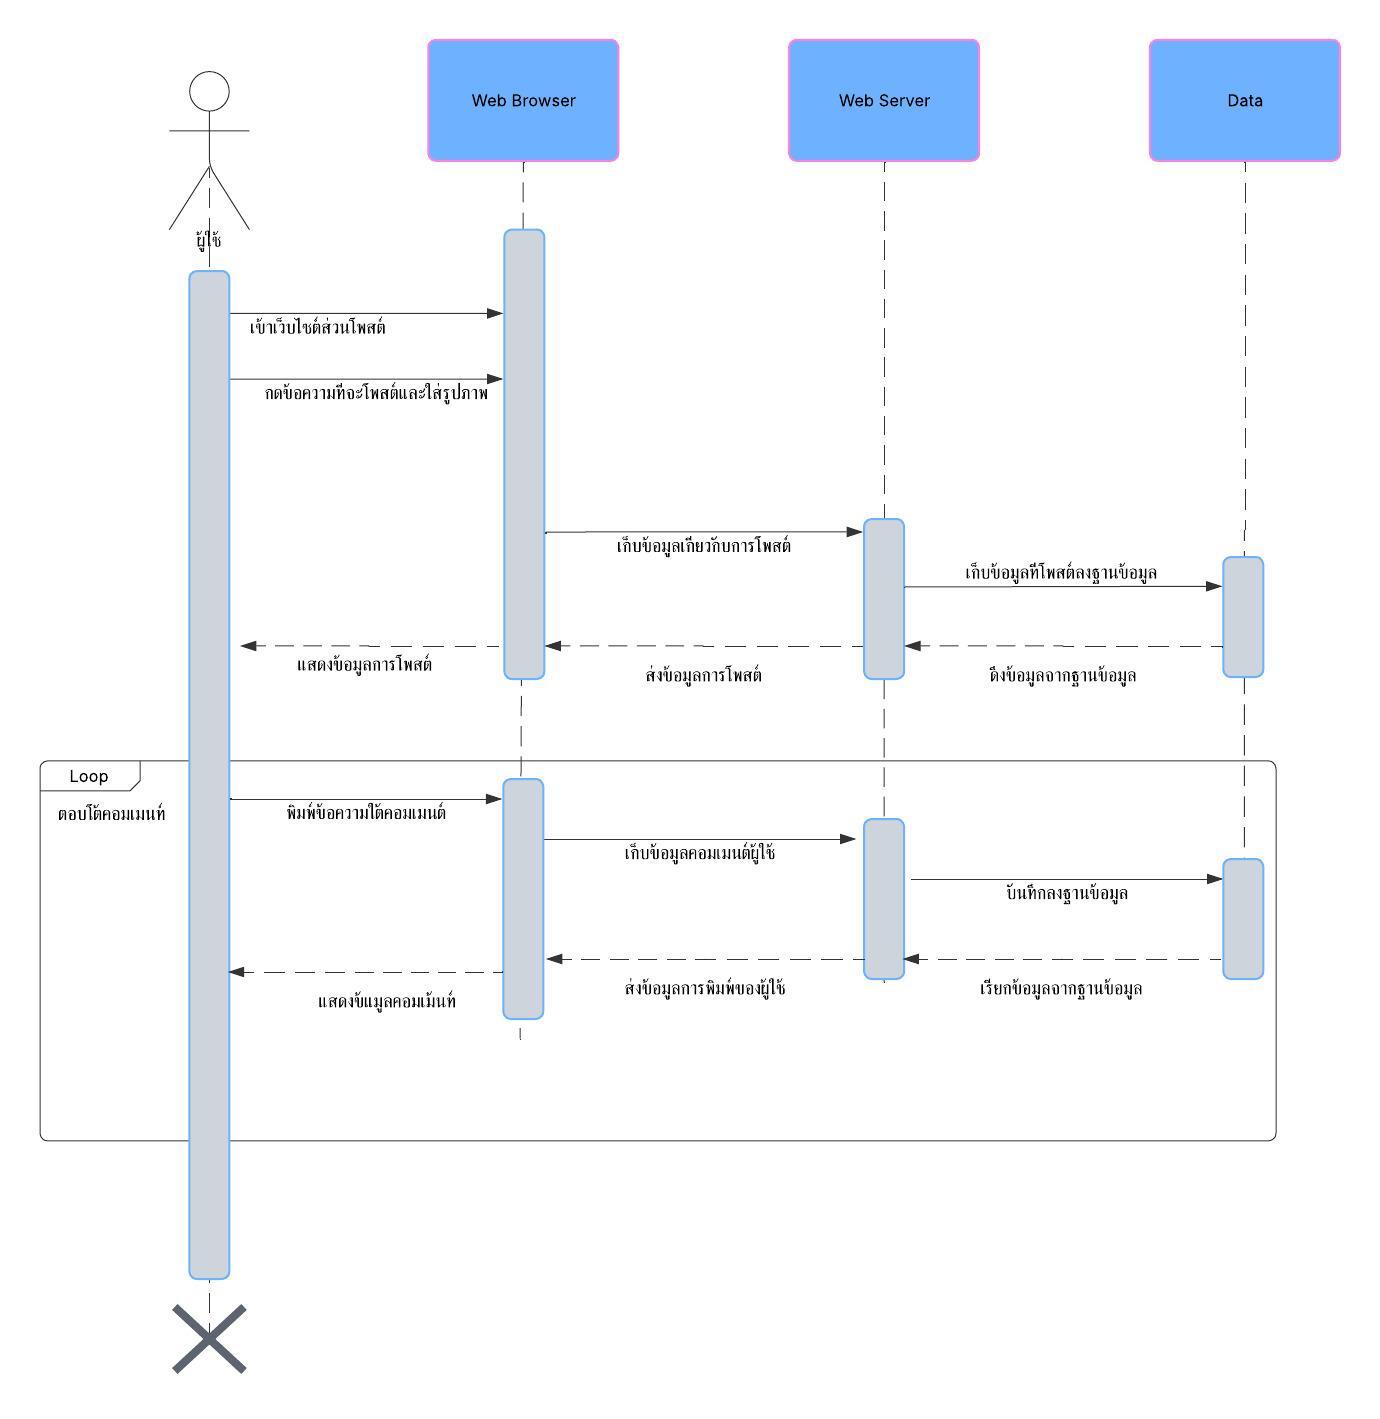 Web Browser
Web Server
Data
ผู้ใช้
เข้าเว็บไซต์ส่วนโพสต์
กดข้อความที่จะโพสต์และใส่รูปภาพ
เก็บข้อมูลเกี่ยวกับการโพสต์
เก็บข้อมูลที่โพสต์ลงฐานข้อมูล
แสดงข้อมูลการโพสต์
ส่งข้อมูลการโพสต์
ดึงข้อมูลจากฐานข้อมูล
Loop
ตอบโต้คอมเมนท์
พิมพ์ข้อความใต้คอมเมนต์
เก็บข้อมูลคอมเมนต์ผู้ใช้
บันทึกลงฐานข้อมูล
ส่งข้อมูลการพิมพ์ของผู้ใช้
เรียกข้อมูลจากฐานข้อมูล
แสดงข้แมูลคอมเม้นท์